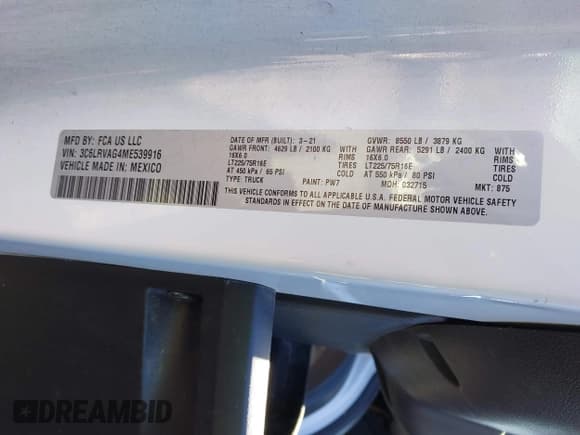 MFD BY: FCA US LLC
VIN: 3C6LRVAG4ME539916
VEHICLE MADE IN: MEXICO
DATE OF MFR (BUILT): 3-21
GAWR FRONT: 4629 LB / 2100 KG
16X6.0 RIMS
LT225/75R16E TIRES
AT 450 kPa / 65 PSI COLD
TYPE: TRUCK PAINT: PW7
GVWR: 8550 LB / 3879 KG
GAWR REAR: 5291 LB / 2400 KG
16X6.0 RIMS
LT225/75R16E TIRES
AT 550 kPa / 80 PSI COLD
MDH: 032715 MKT: 875
THIS VEHICLE CONFORMS TO ALL APPLICABLE U.S.A. FEDERAL MOTOR VEHICLE SAFETY
STANDARDS IN EFFECT ON THE DATE OF MANUFACTURE SHOWN ABOVE.
DREAMBID